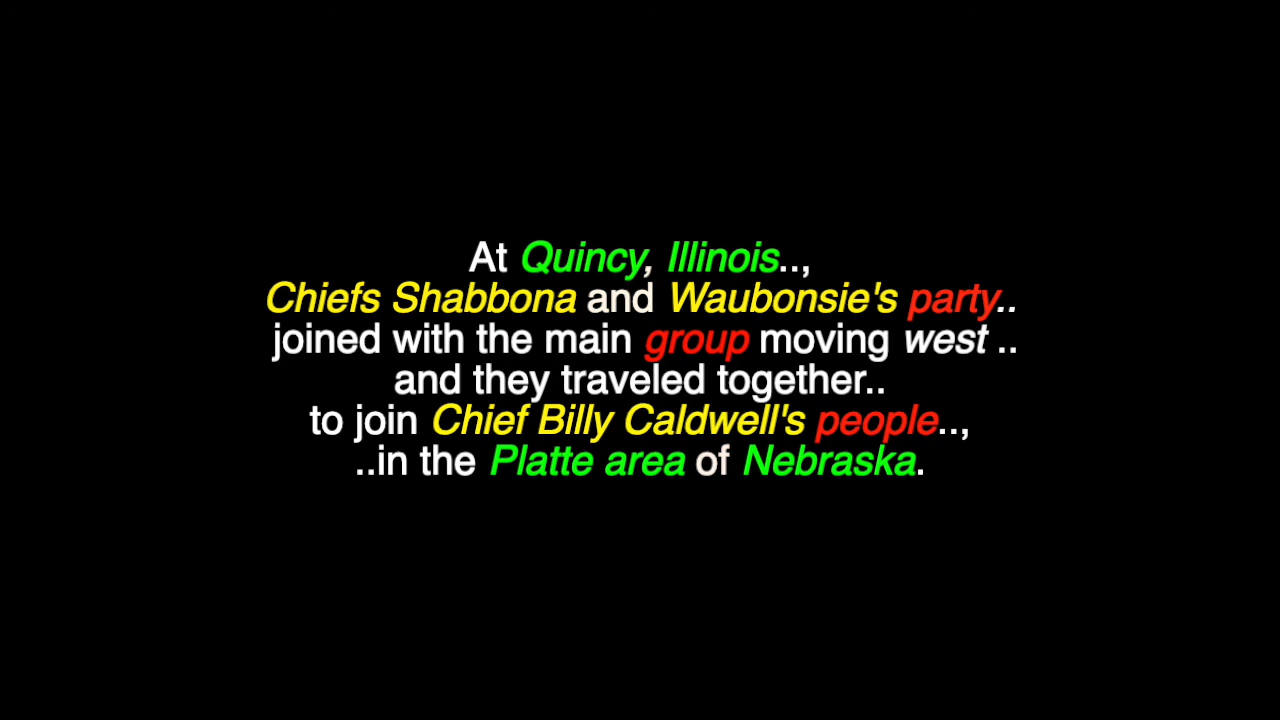 At Quincy, Illinois..,
Chiefs Shabbona and Waubonsie's party..
joined with the main group moving west ..
and they traveled together..
to join Chief Billy Caldwell's people..,
..in the Platte area of Nebraska.